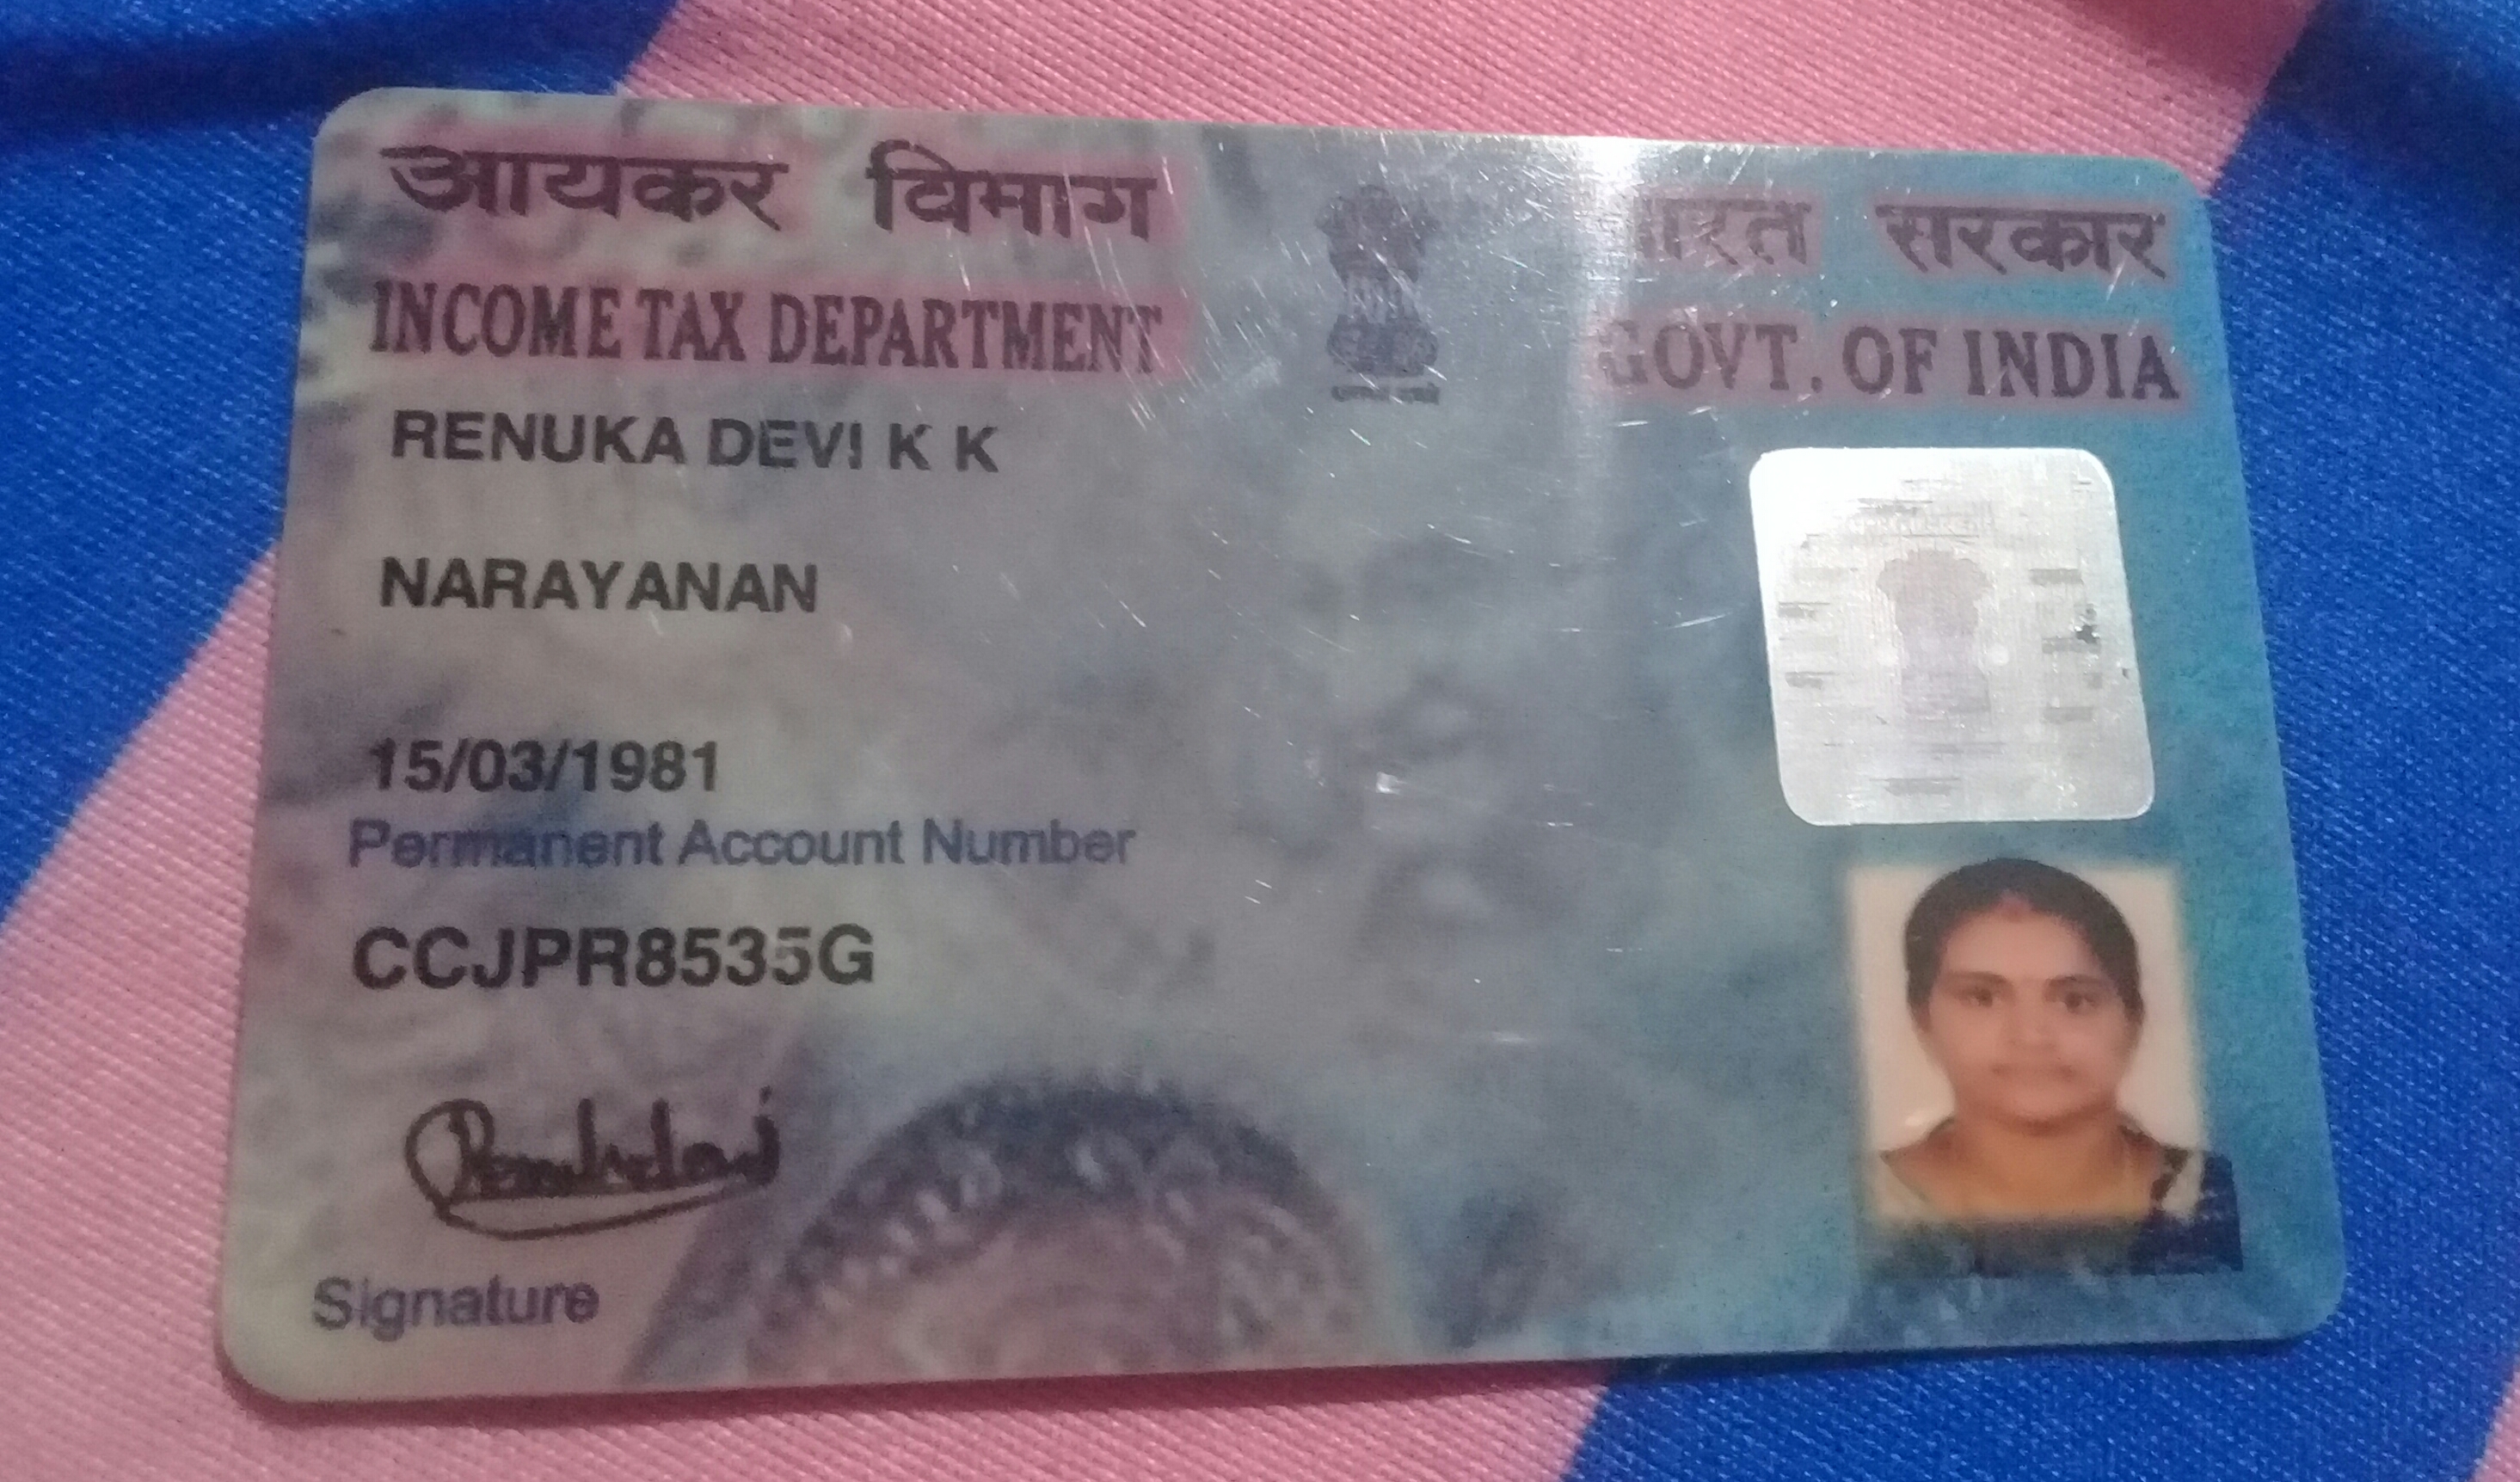 आयकर विभाग
INCOME TAX DEPARTMENT
भारत सरकार
GOVT. OF INDIA
RENUKA DEVI K K
NARAYANAN
15/03/1981
Permanent Account Number
CCJPR8535G
Renukadevi
Signature